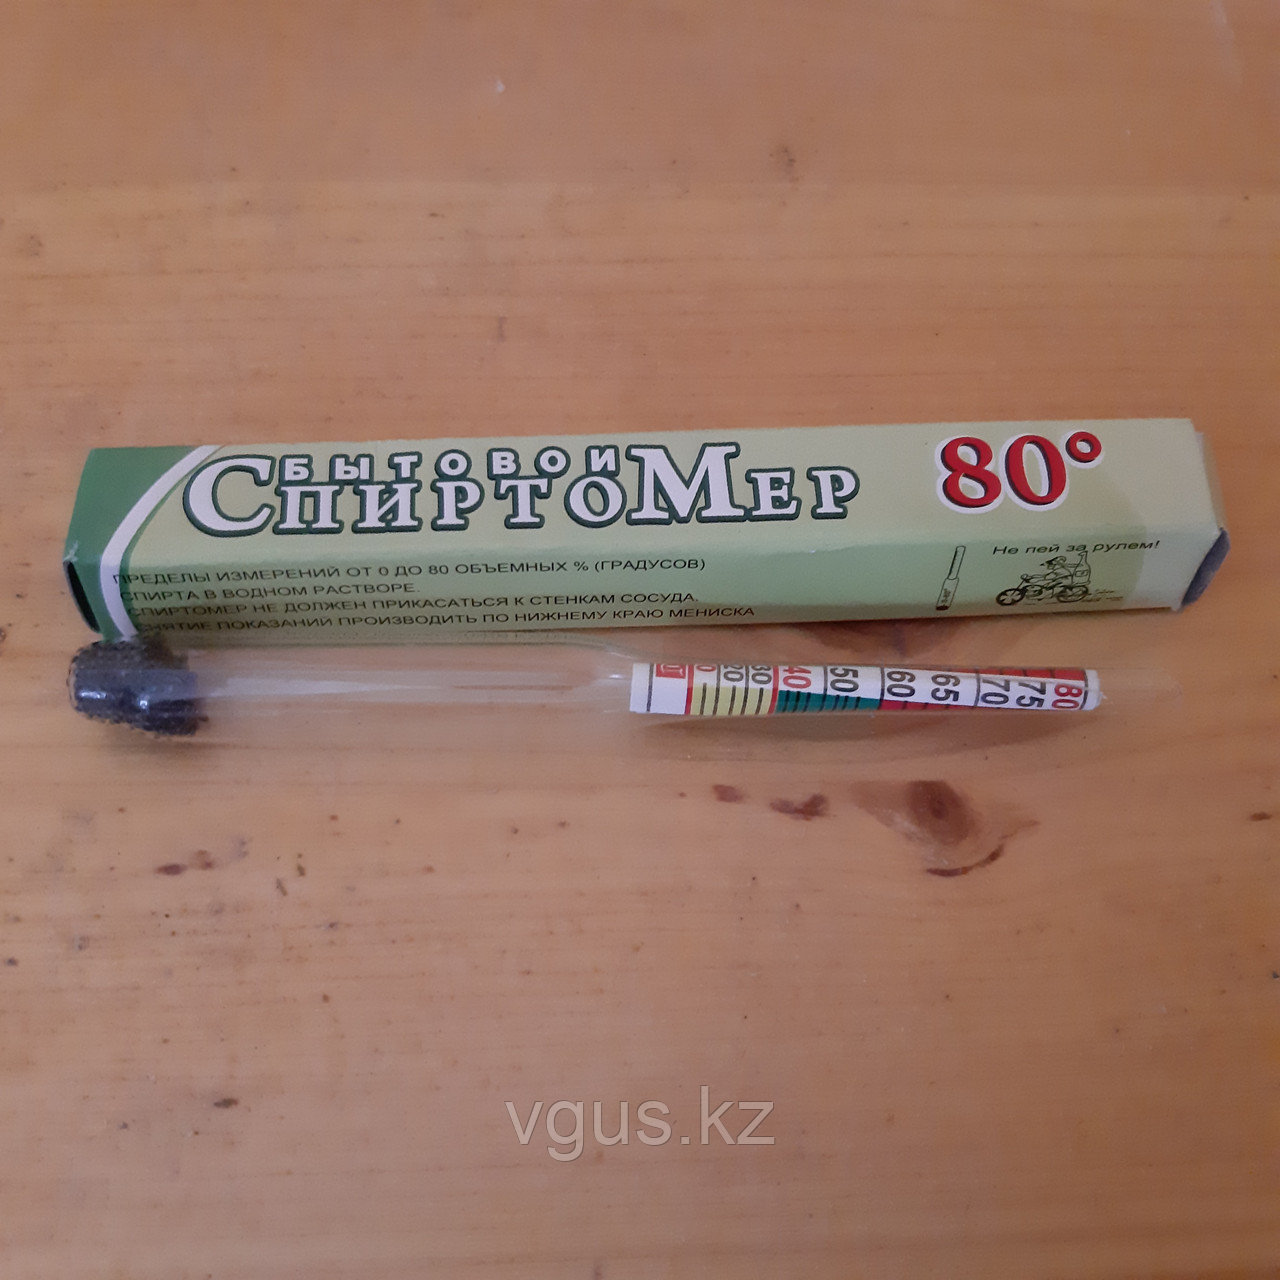 БЫТОВОЙ
СПИРТОМЕР 80°
ПРЕДЕЛЫ ИЗМЕРЕНИЙ ОТ 0 ДО 80 ОБЪЕМНЫХ % (ГРАДУСОВ)
СПИРТА В ВОДНОМ РАСТВОРЕ.
СПИРТОМЕР НЕ ДОЛЖЕН ПРИКАСАТЬСЯ К СТЕНКАМ СОСУДА.
СНЯТИЕ ПОКАЗАНИЙ ПРОИЗВОДИТЬ ПО НИЖНЕМУ КРАЮ МЕНИСКА
Не пей за рулем!
0 20 30 40 50 60 65 70 75 80
vgus.kz